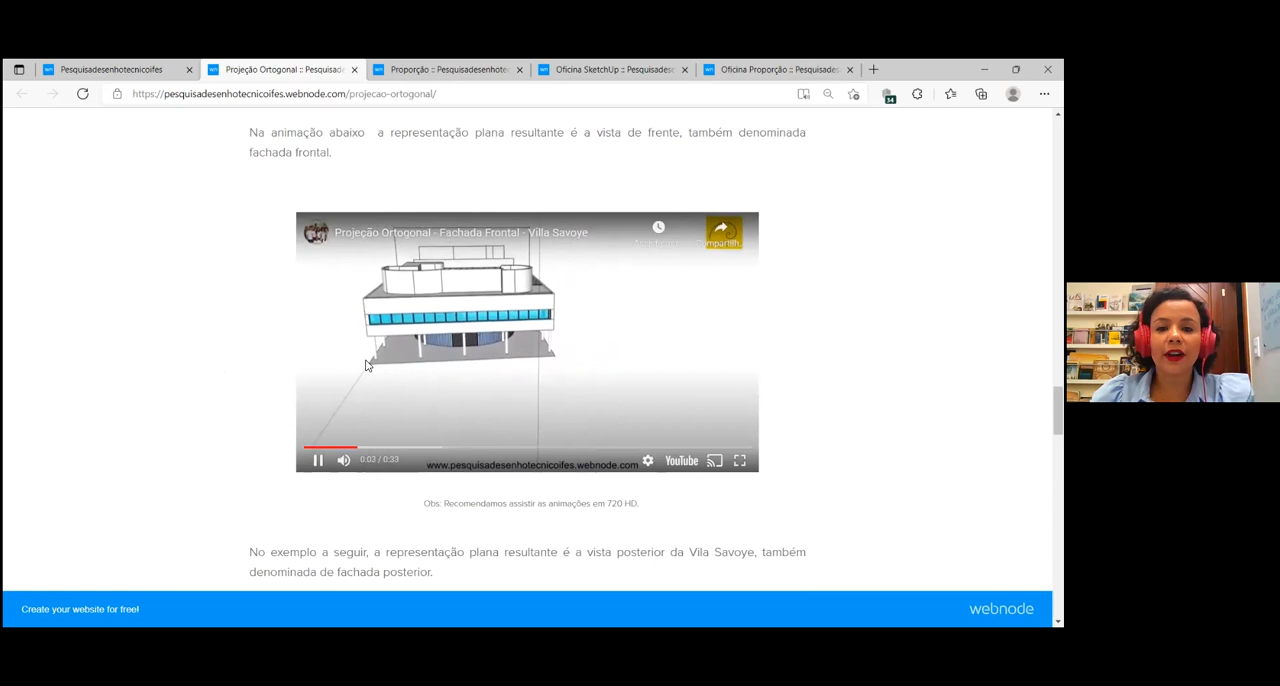 Pesquisadesenhotecnicoifes
Projeção Ortogonal :: Pesquisade
Proporção :: Pesquisadesenhote
Oficina SketchUp :: Pesquisadese
Oficina Proporção :: Pesquisades
https://pesquisadesenhotecnicoifes.webnode.com/projecao-ortogonal/
34
Na animação abaixo a representação plana resultante é a vista de frente, também denominada
fachada frontal.
Projeção Ortogonal - Fachada Frontal - Villa Savoye
0:03 / 0:33
www.pesquisadesenhotecnicoifes.webnode.com
YouTube
Obs: Recomendamos assistir as animações em 720 HD.
No exemplo a seguir, a representação plana resultante é a vista posterior da Vila Savoye, também
denominada de fachada posterior.
Create your website for free!
webnode